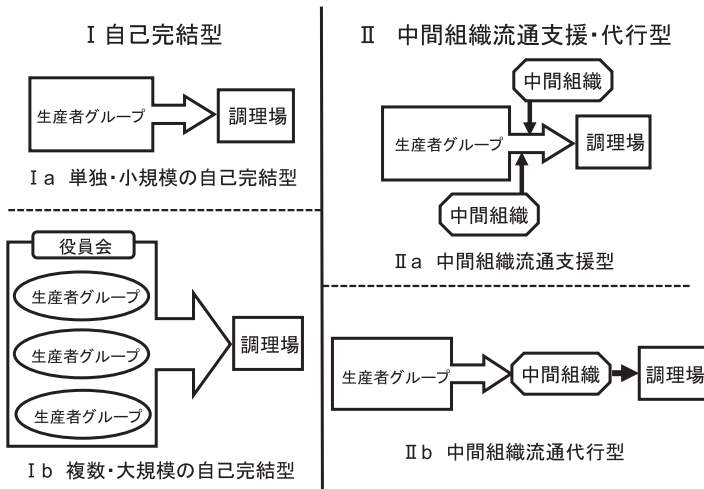 Ⅰ 自己完結型
生産者グループ
調理場
Ⅰa 単独・小規模の自己完結型
役員会
生産者グループ
生産者グループ
生産者グループ
調理場
Ⅰb 複数・大規模の自己完結型
Ⅱ 中間組織流通支援・代行型
中間組織
生産者グループ
調理場
中間組織
Ⅱa 中間組織流通支援型
生産者グループ
中間組織
調理場
Ⅱb 中間組織流通代行型